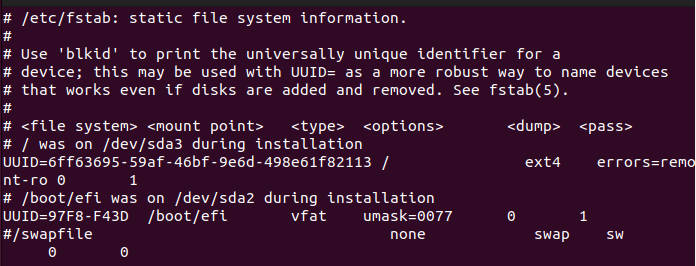 # /etc/fstab: static file system information.
#
# Use 'blkid' to print the universally unique identifier for a
# device; this may be used with UUID= as a more robust way to name devices
# that works even if disks are added and removed. See fstab(5).
#
# <file system> <mount point>   <type>  <options>       <dump>  <pass>
# / was on /dev/sda3 during installation
UUID=6ff63695-59af-46bf-9e6d-498e61f82113 /               ext4    errors=remo
nt-ro 0       1
# /boot/efi was on /dev/sda2 during installation
UUID=97F8-F43D  /boot/efi       vfat    umask=0077      0       1
#/swapfile                                 none            swap    sw
      0       0